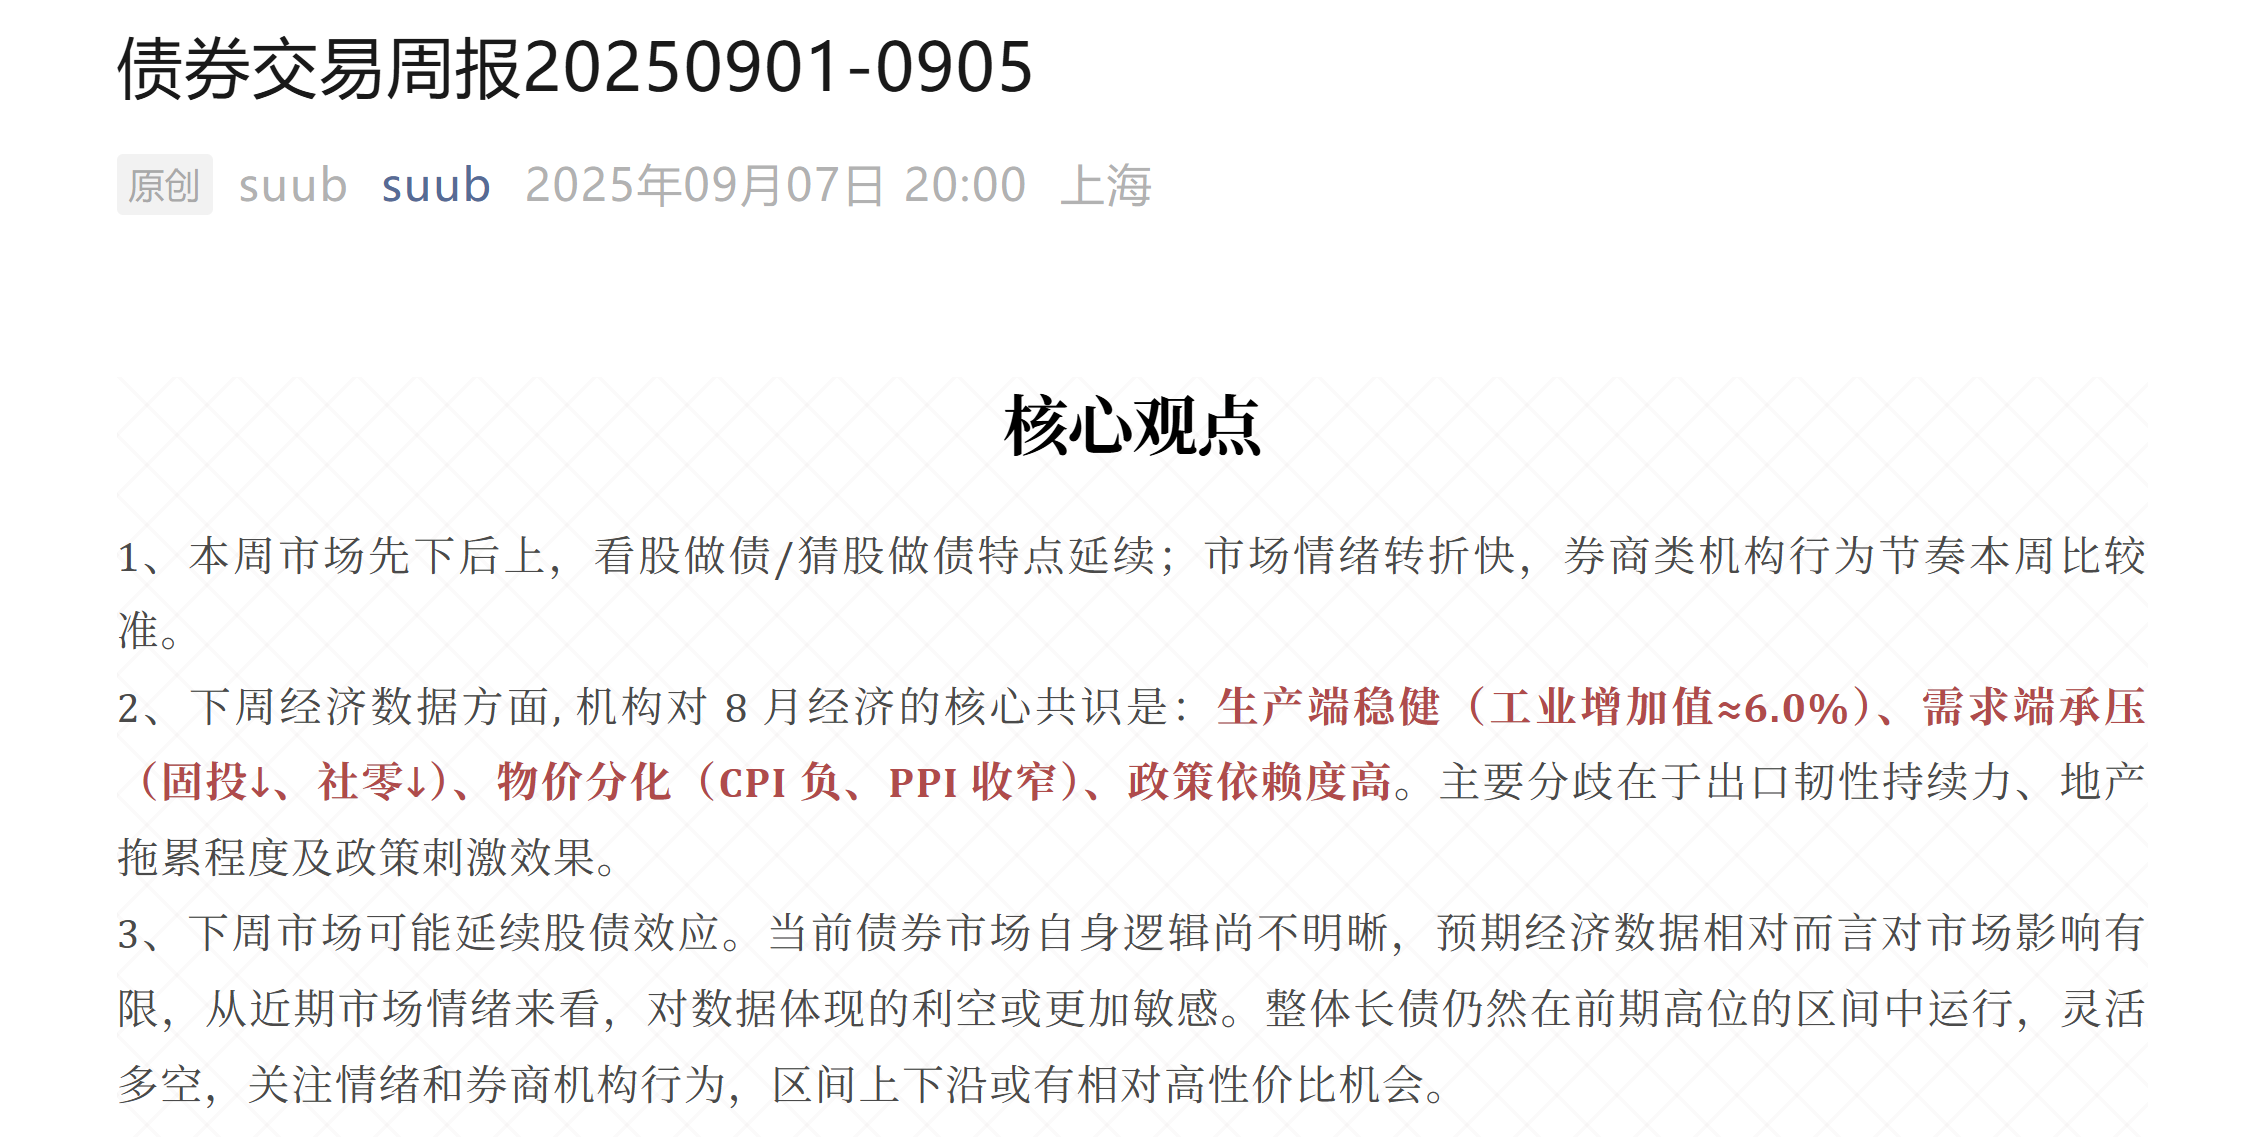 债券交易周报20250901-0905
原创 suub suub 2025年09月07日 20:00 上海
核心观点
1、本周市场先下后上，看股做债/猜股做债特点延续；市场情绪转折快，券商类机构行为节奏本周比较
准。
2、下周经济数据方面，机构对 8 月经济的核心共识是：生产端稳健（工业增加值≈6.0%）、需求端承压
（固投↓、社零↓）、物价分化（CPI 负、PPI 收窄）、政策依赖度高。主要分歧在于出口韧性持续力、地产
拖累程度及政策刺激效果。
3、下周市场可能延续股债效应。当前债券市场自身逻辑尚不明晰，预期经济数据相对而言对市场影响有
限，从近期市场情绪来看，对数据体现的利空或更加敏感。整体长债仍然在前期高位的区间中运行，灵活
多空，关注情绪和券商机构行为，区间上下沿或有相对高性价比机会。